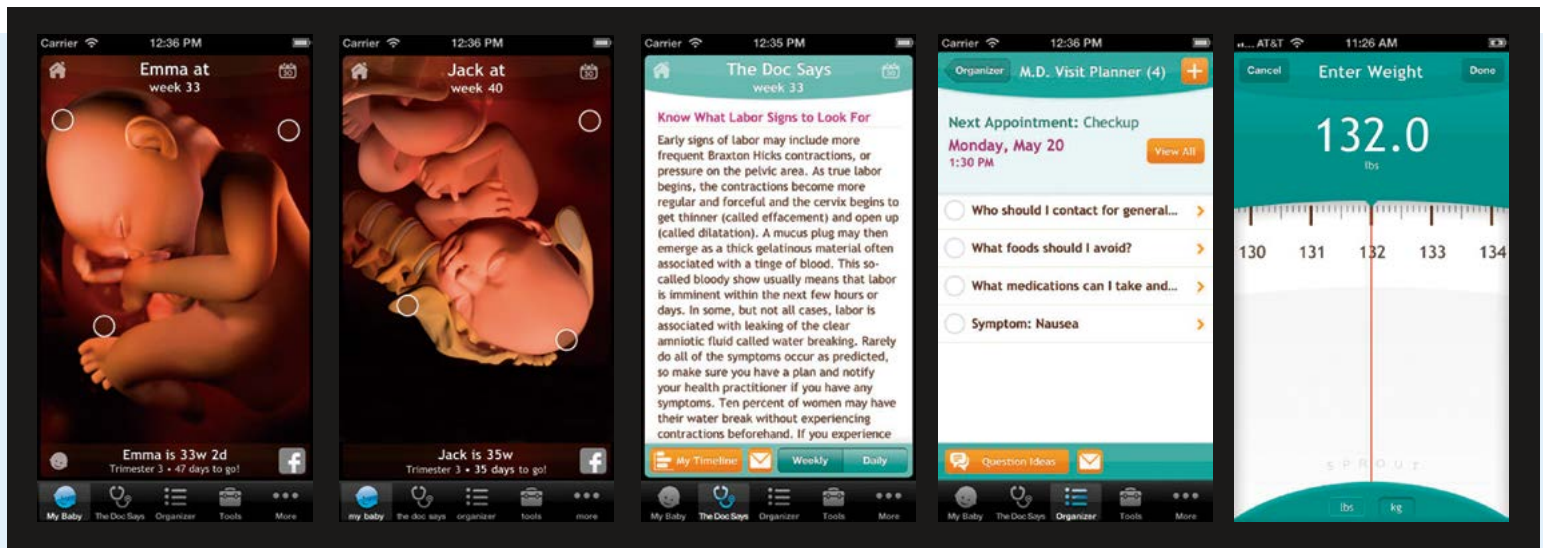 Carrier 12:36 PM
Emma at
week 33
Emma is 33w 2d
Trimester 3 • 47 days to go!
My Baby The Doc Says Organizer Tools More
Carrier 12:36 PM
Jack at
week 40
Jack is 35w
Trimester 3 • 35 days to go!
my baby the doc says organizer tools more
Carrier 12:35 PM
The Doc Says
week 33
Know What Labor Signs to Look For
Early signs of labor may include more
frequent Braxton Hicks contractions, or
pressure on the pelvic area. As true labor
begins, the contractions become more
regular and forceful and the cervix begins to
get thinner (called effacement) and open up
(called dilatation). A mucus plug may then
emerge as a thick gelatinous material often
associated with a tinge of blood. This so-
called bloody show usually means that labor
is imminent within the next few hours or
days. In some, but not all cases, labor is
associated with leaking of the clear
amniotic fluid called water breaking. Rarely
do all of the symptoms occur as predicted,
so make sure you have a plan and notify
your health practitioner if you have any
symptoms. Ten percent of women may have
their water break without experiencing
contractions beforehand. If you experience
My Timeline Weekly Daily
My Baby The Doc Says Organizer Tools More
Carrier 12:36 PM
Organizer M.D. Visit Planner (4) +
Next Appointment: Checkup
Monday, May 20
1:30 PM
View All
Who should I contact for general...
What foods should I avoid?
What medications can I take and...
Symptom: Nausea
Question Ideas
My Baby The Doc Says Organizer Tools More
AT&T 11:26 AM
Cancel Enter Weight Done
132.0
lbs
130 131 132 133 134
SPROUT
lbs kg